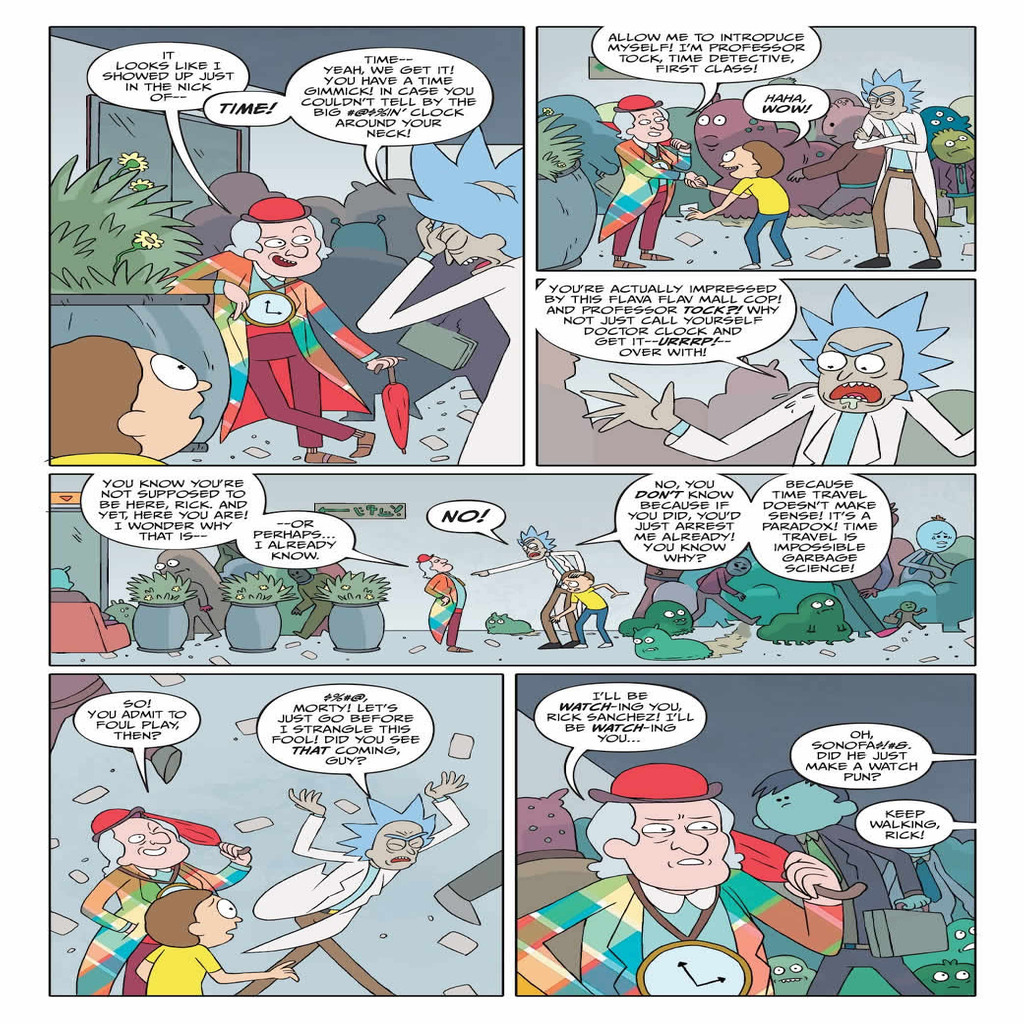 IT
LOOKS LIKE I
SHOWED UP JUST
IN THE NICK
OF--
TIME!
TIME--
YEAH, WE GET IT!
YOU HAVE A TIME
GIMMICK! IN CASE YOU
COULDN'T TELL BY THE
BIG #@$%IN' CLOCK
AROUND YOUR
NECK!
ALLOW ME TO INTRODUCE
MYSELF! I'M PROFESSOR
TOCK, TIME DETECTIVE,
FIRST CLASS!
HAHA,
WOW!
YOU'RE ACTUALLY IMPRESSED
BY THIS FLAVA FLAV MALL COP!
AND PROFESSOR TOCK?! WHY
NOT JUST CALL YOURSELF
DOCTOR CLOCK AND
GET IT--URRRP!--
OVER WITH!
YOU KNOW YOU'RE
NOT SUPPOSED TO
BE HERE, RICK. AND
YET, HERE YOU ARE!
I WONDER WHY
THAT IS--
--OR
PERHAPS...
I ALREADY
KNOW.
NO!
NO, YOU
DON'T KNOW
BECAUSE IF
YOU DID, YOU'D
JUST ARREST
ME ALREADY!
YOU KNOW
WHY?
BECAUSE
TIME TRAVEL
DOESN'T MAKE
SENSE! IT'S A
PARADOX! TIME
TRAVEL IS
IMPOSSIBLE
GARBAGE
SCIENCE!
SO!
YOU ADMIT TO
FOUL PLAY,
THEN?
$%#@,
MORTY! LET'S
JUST GO BEFORE
I STRANGLE THIS
FOOL! DID YOU SEE
THAT COMING,
GUY?
I'LL BE
WATCH-ING YOU,
RICK SANCHEZ! I'LL
BE WATCH-ING
YOU...
OH,
SONOFA$/#&.
DID HE JUST
MAKE A WATCH
PUN?
KEEP
WALKING,
RICK!